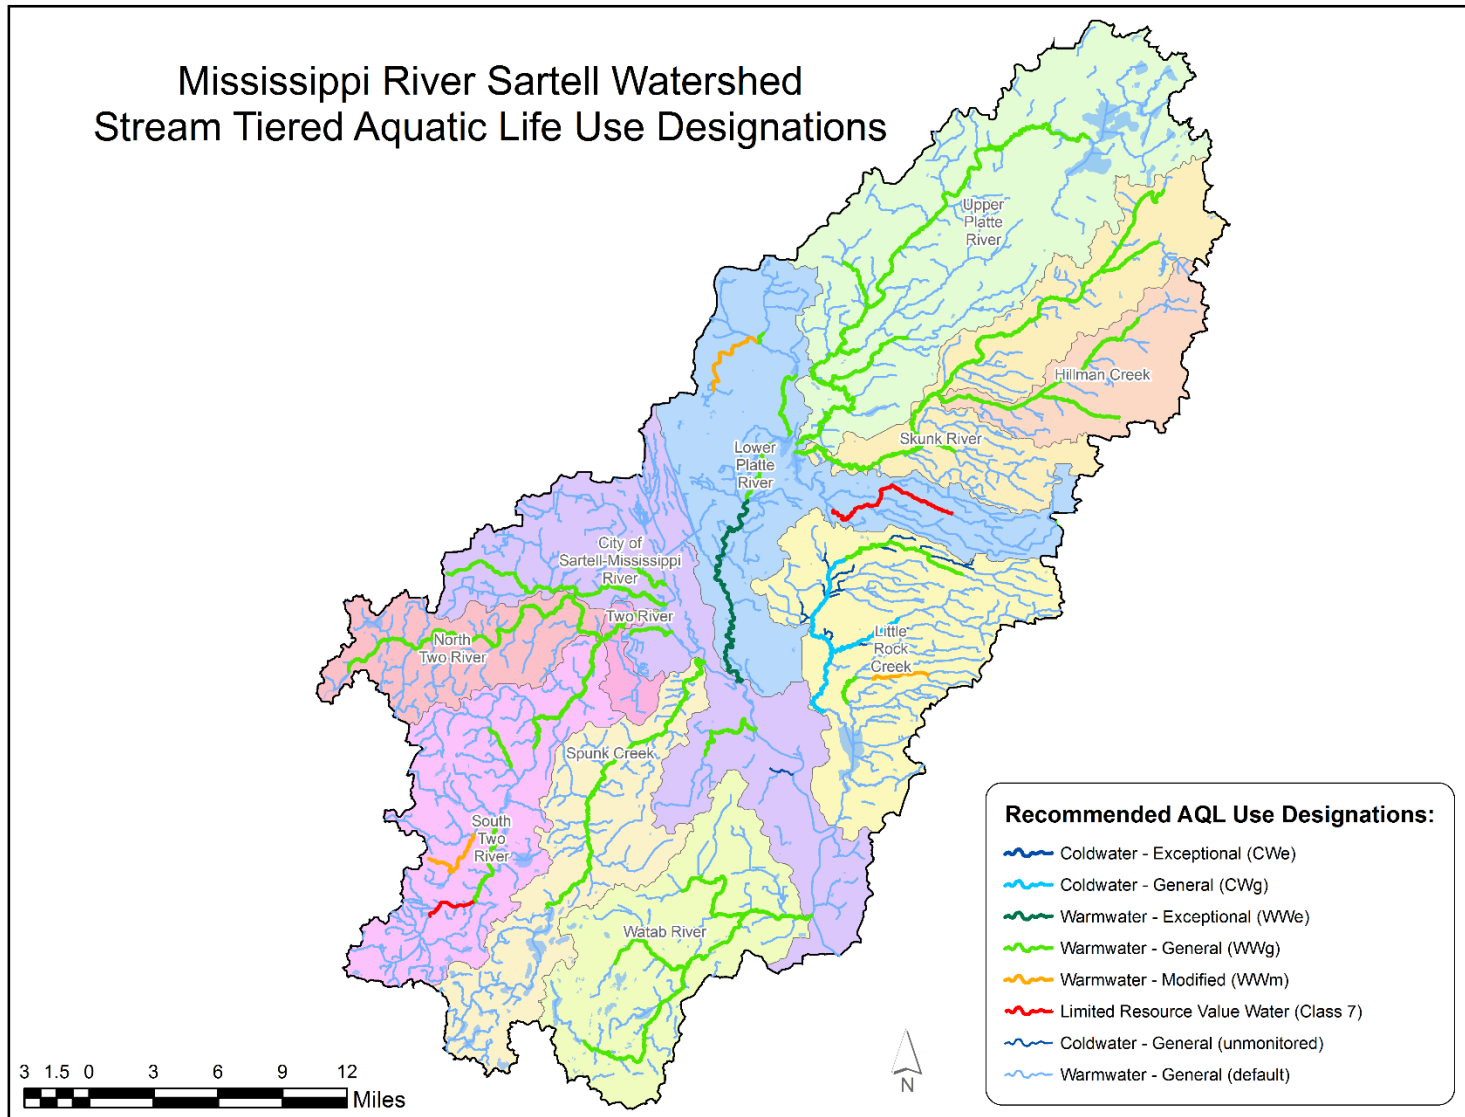 Mississippi River Sartell Watershed
Stream Tiered Aquatic Life Use Designations
Upper
Platte
River
Hillman Creek
Skunk River
Lower
Platte
River
City of
Sartell-Mississippi
River
Two River
North
Two River
Little
Rock
Creek
Spunk Creek
South
Two
River
Watab River
Recommended AQL Use Designations:
Coldwater - Exceptional (CWe)
Coldwater - General (CWg)
Warmwater - Exceptional (WWe)
Warmwater - General (WWg)
Warmwater - Modified (WWm)
Limited Resource Value Water (Class 7)
Coldwater - General (unmonitored)
Warmwater - General (default)
3 1.5 0 3 6 9 12
Miles
N